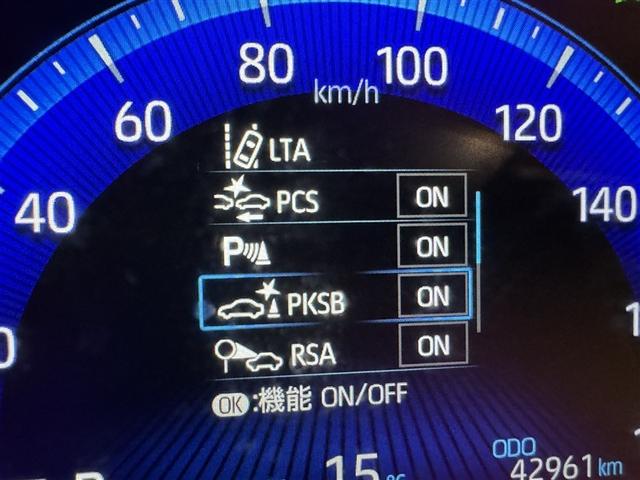 80
100
km/h
60
120
LTA
40
140
PCS ON
P ON
PKSB ON
RSA ON
OK:機能 ON/OFF
ODO
15°C
42961 km